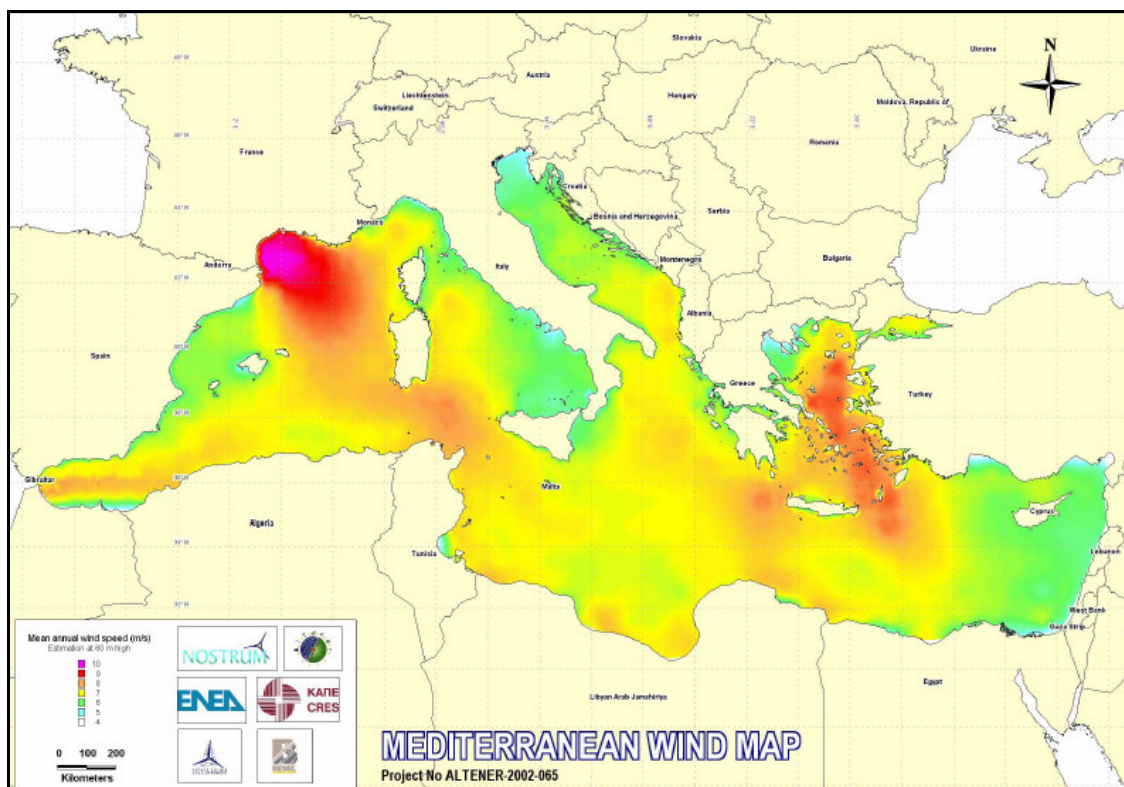 Slovakia
Ukraine
N
Austria
Liechtenstein
Switzerland
Hungary
Moldova, Republic of
France
Romania
Croatia
Bosnia and Herzegovina
Serbia
Monaco
Andorra
Italy
Montenegro
Bulgaria
Albania
Spain
Greece
Turkey
Gibraltar
Malta
Cyprus
Algeria
Tunisia
Lebanon
West Bank
Gaza Strip
Egypt
Libyan Arab Jamahiriya
Mean annual wind speed (m/s)
Estimation at 60 m high
10
9
8
7
6
5
4
0 100 200
Kilometers
NOSTRUM
ENEA
ΚΑΠΕ
CRES
MEDITERRANEAN WIND MAP
Project No ALTENER-2002-065